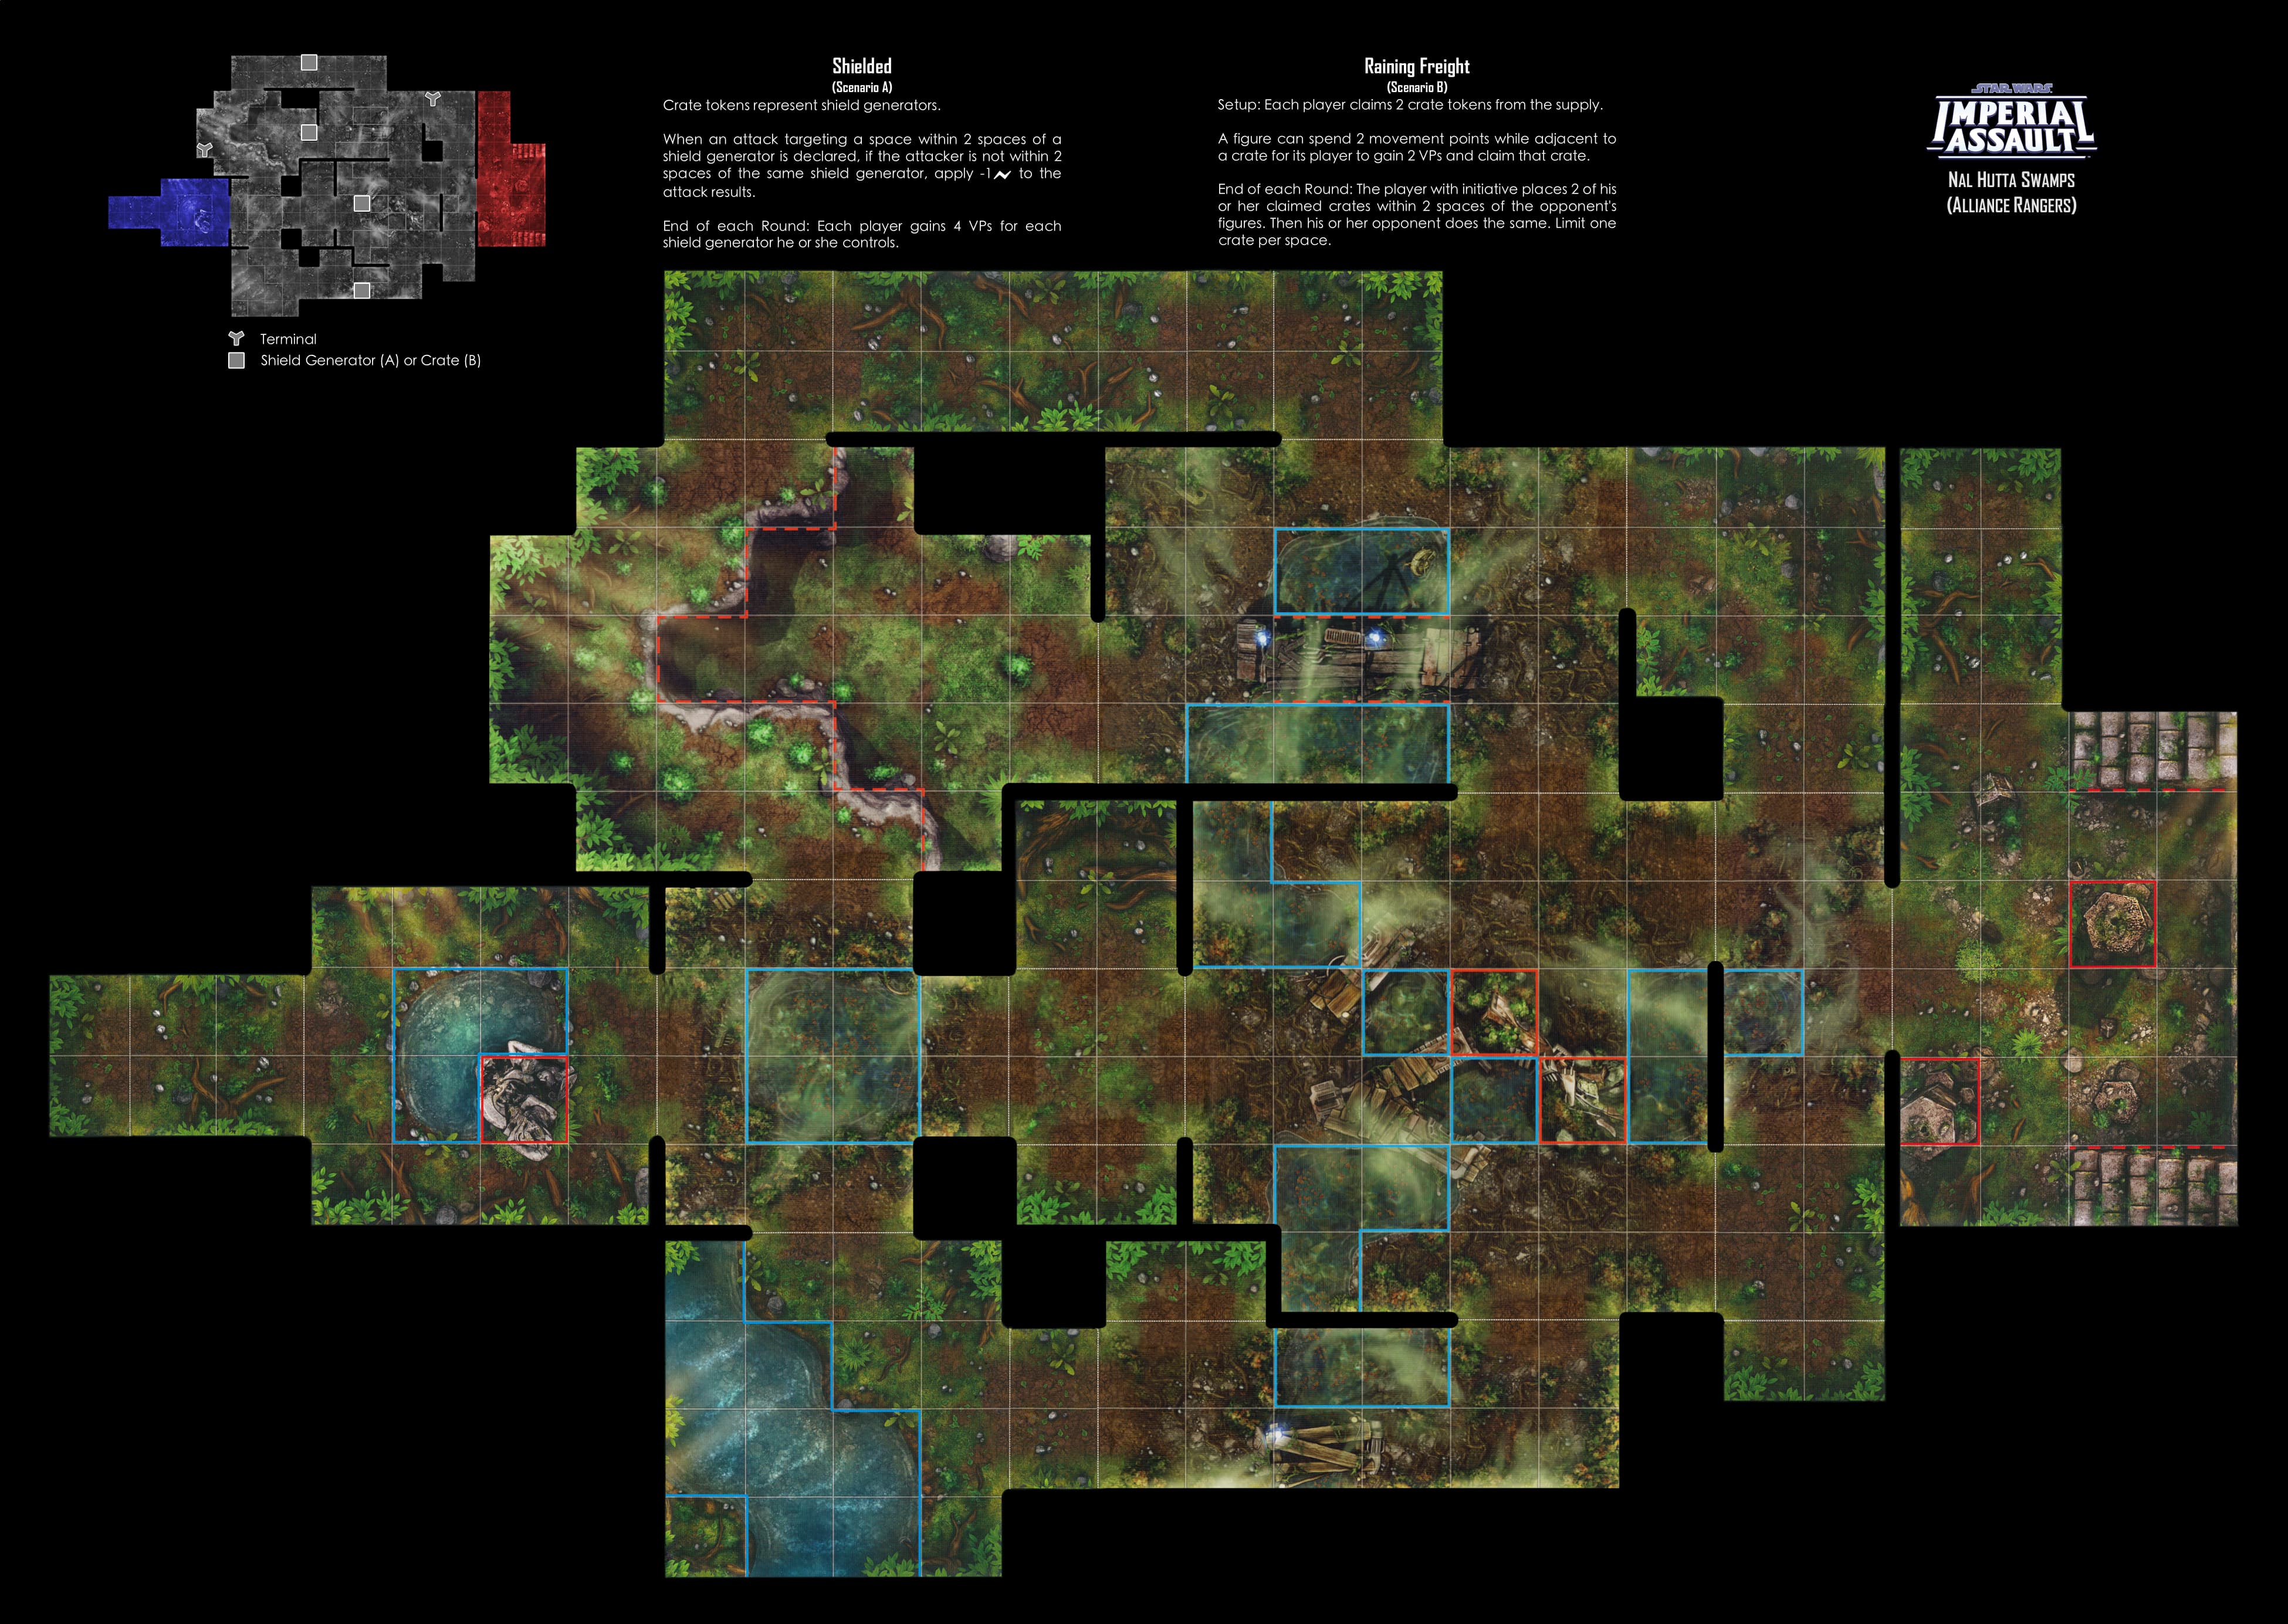 Shielded
(Scenario A)
Crate tokens represent shield generators.
When an attack targeting a space within 2 spaces of a
shield generator is declared, if the attacker is not within 2
spaces of the same shield generator, apply -1 to the
attack results.
End of each Round: Each player gains 4 VPs for each
shield generator he or she controls.
Raining Freight
(Scenario B)
Setup: Each player claims 2 crate tokens from the supply.
A figure can spend 2 movement points while adjacent to
a crate for its player to gain 2 VPs and claim that crate.
End of each Round: The player with initiative places 2 of his
or her claimed crates within 2 spaces of the opponent's
figures. Then his or her opponent does the same. Limit one
crate per space.
STAR WARS
IMPERIAL
ASSAULT
NAL HUTTA SWAMPS
(ALLIANCE RANGERS)
Terminal
Shield Generator (A) or Crate (B)